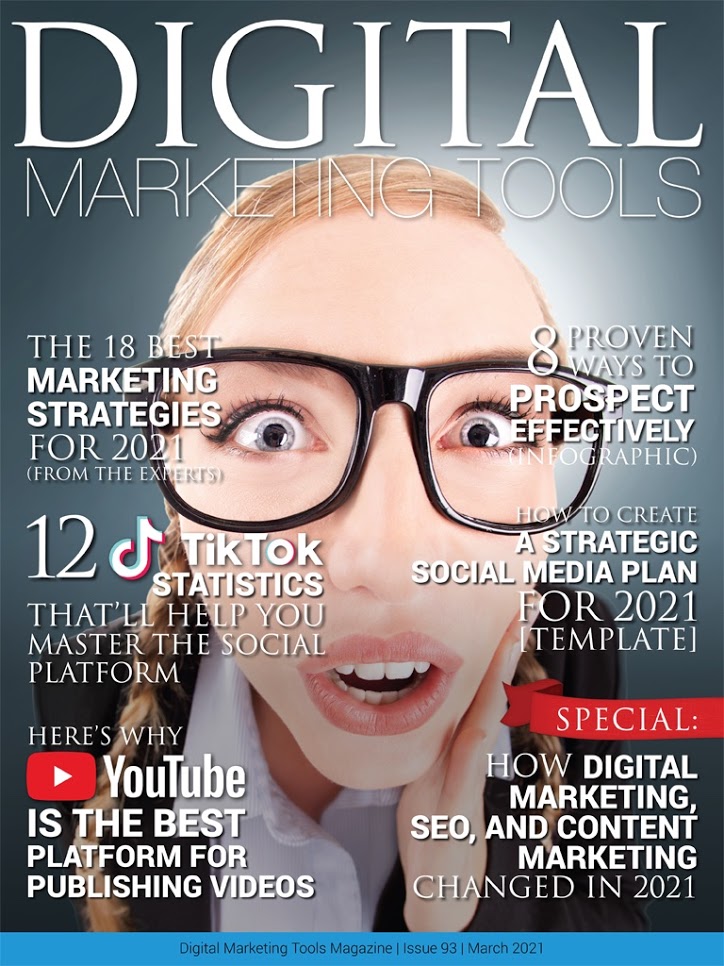 DIGITAL
MARKETING TOOLS
THE 18 BEST
MARKETING
STRATEGIES
FOR 2021
(FROM THE EXPERTS)
12 TikTok
STATISTICS
THAT'LL HELP YOU
MASTER THE SOCIAL
PLATFORM
HERE'S WHY
YouTube
IS THE BEST
PLATFORM FOR
PUBLISHING VIDEOS
8 PROVEN
WAYS TO
PROSPECT
EFFECTIVELY
(INFOGRAPHIC)
HOW TO CREATE
A STRATEGIC
SOCIAL MEDIA PLAN
FOR 2021
[TEMPLATE]
SPECIAL:
HOW DIGITAL
MARKETING,
SEO, AND CONTENT
MARKETING
CHANGED IN 2021
Digital Marketing Tools Magazine | Issue 93 | March 2021